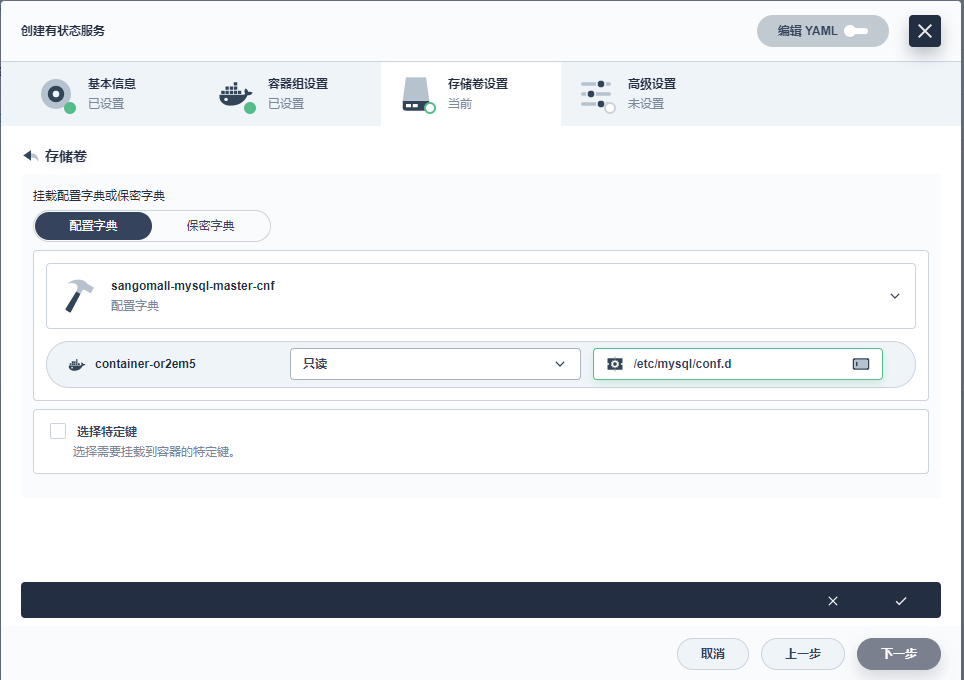 创建有状态服务
编辑 YAML
基本信息
已设置
容器组设置
已设置
存储卷设置
当前
高级设置
未设置
存储卷
挂载配置字典或保密字典
配置字典
保密字典
sangomall-mysql-master-cnf
配置字典
container-or2em5
只读
/etc/mysql/conf.d
选择特定键
选择需要挂载到容器的特定键。
取消
上一步
下一步